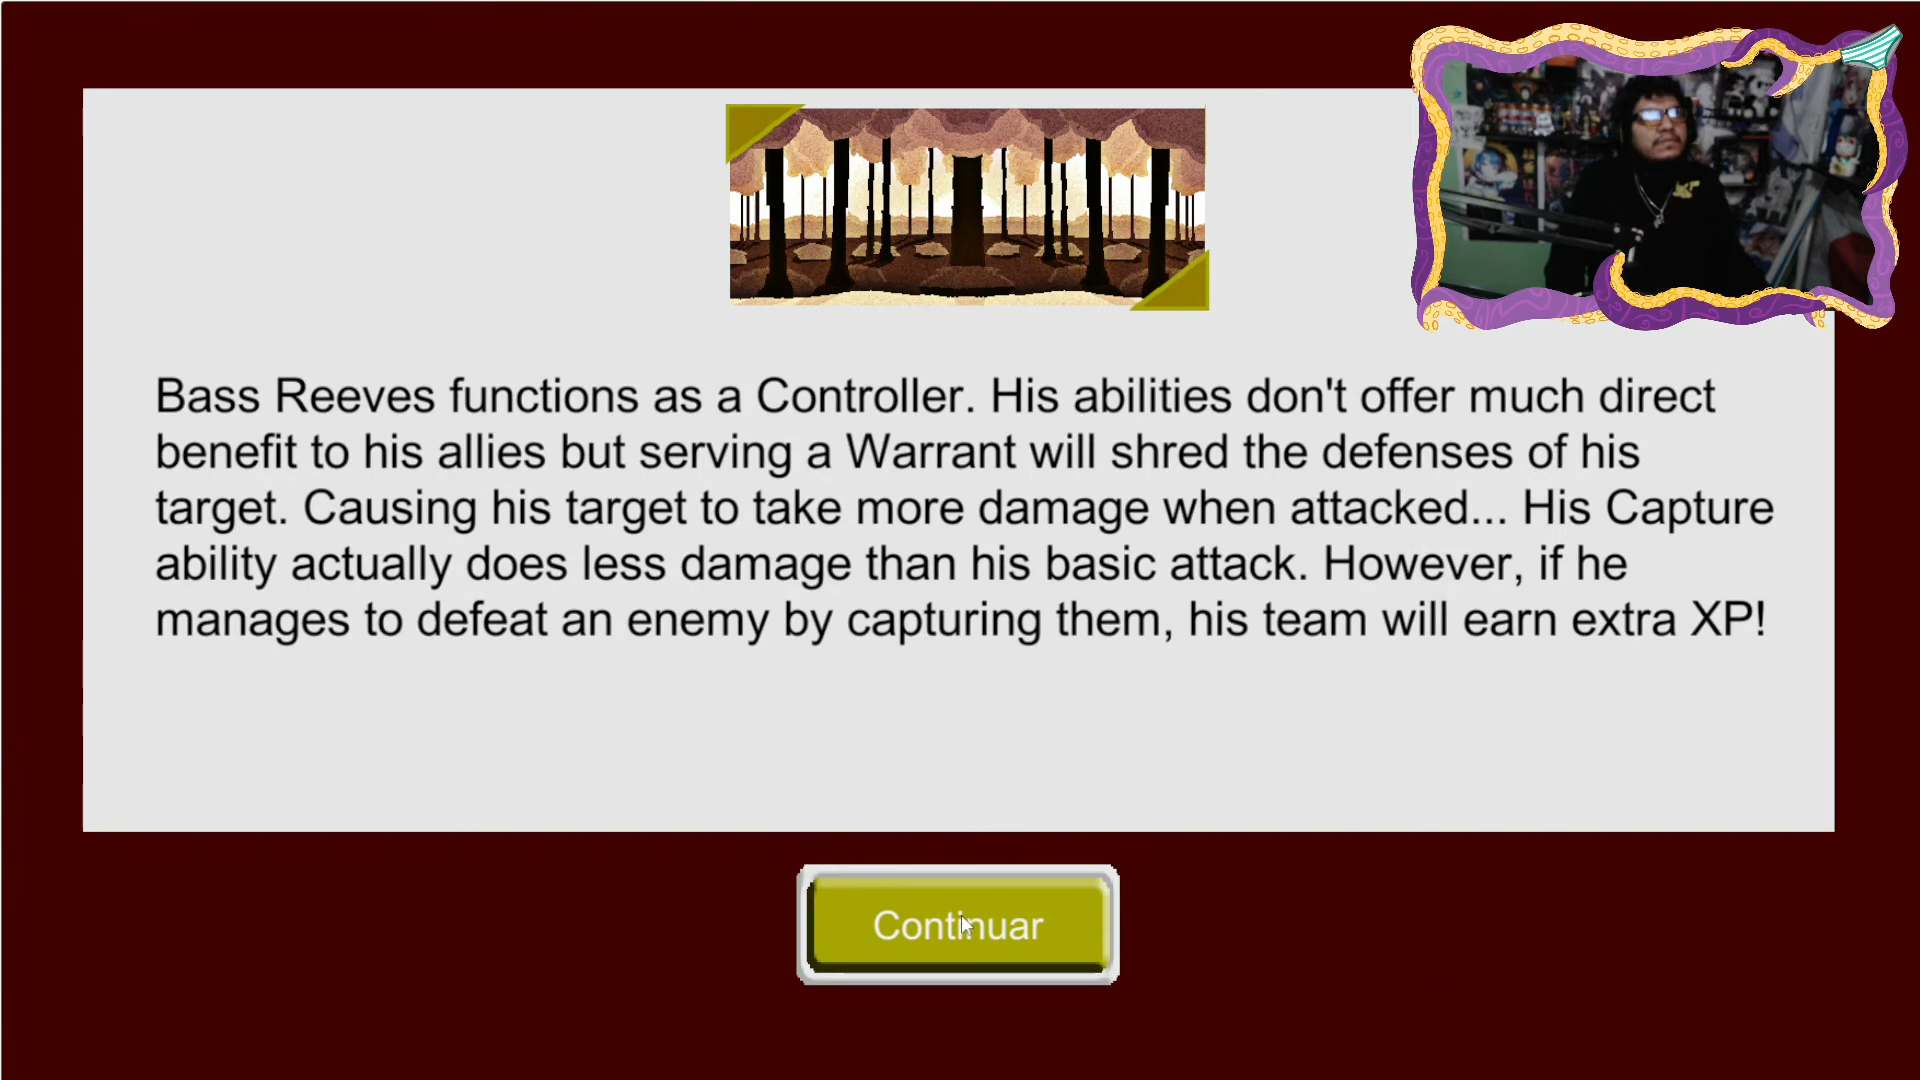 Bass Reeves functions as a Controller. His abilities don't offer much direct
benefit to his allies but serving a Warrant will shred the defenses of his
target. Causing his target to take more damage when attacked... His Capture
ability actually does less damage than his basic attack. However, if he
manages to defeat an enemy by capturing them, his team will earn extra XP!
Continuar